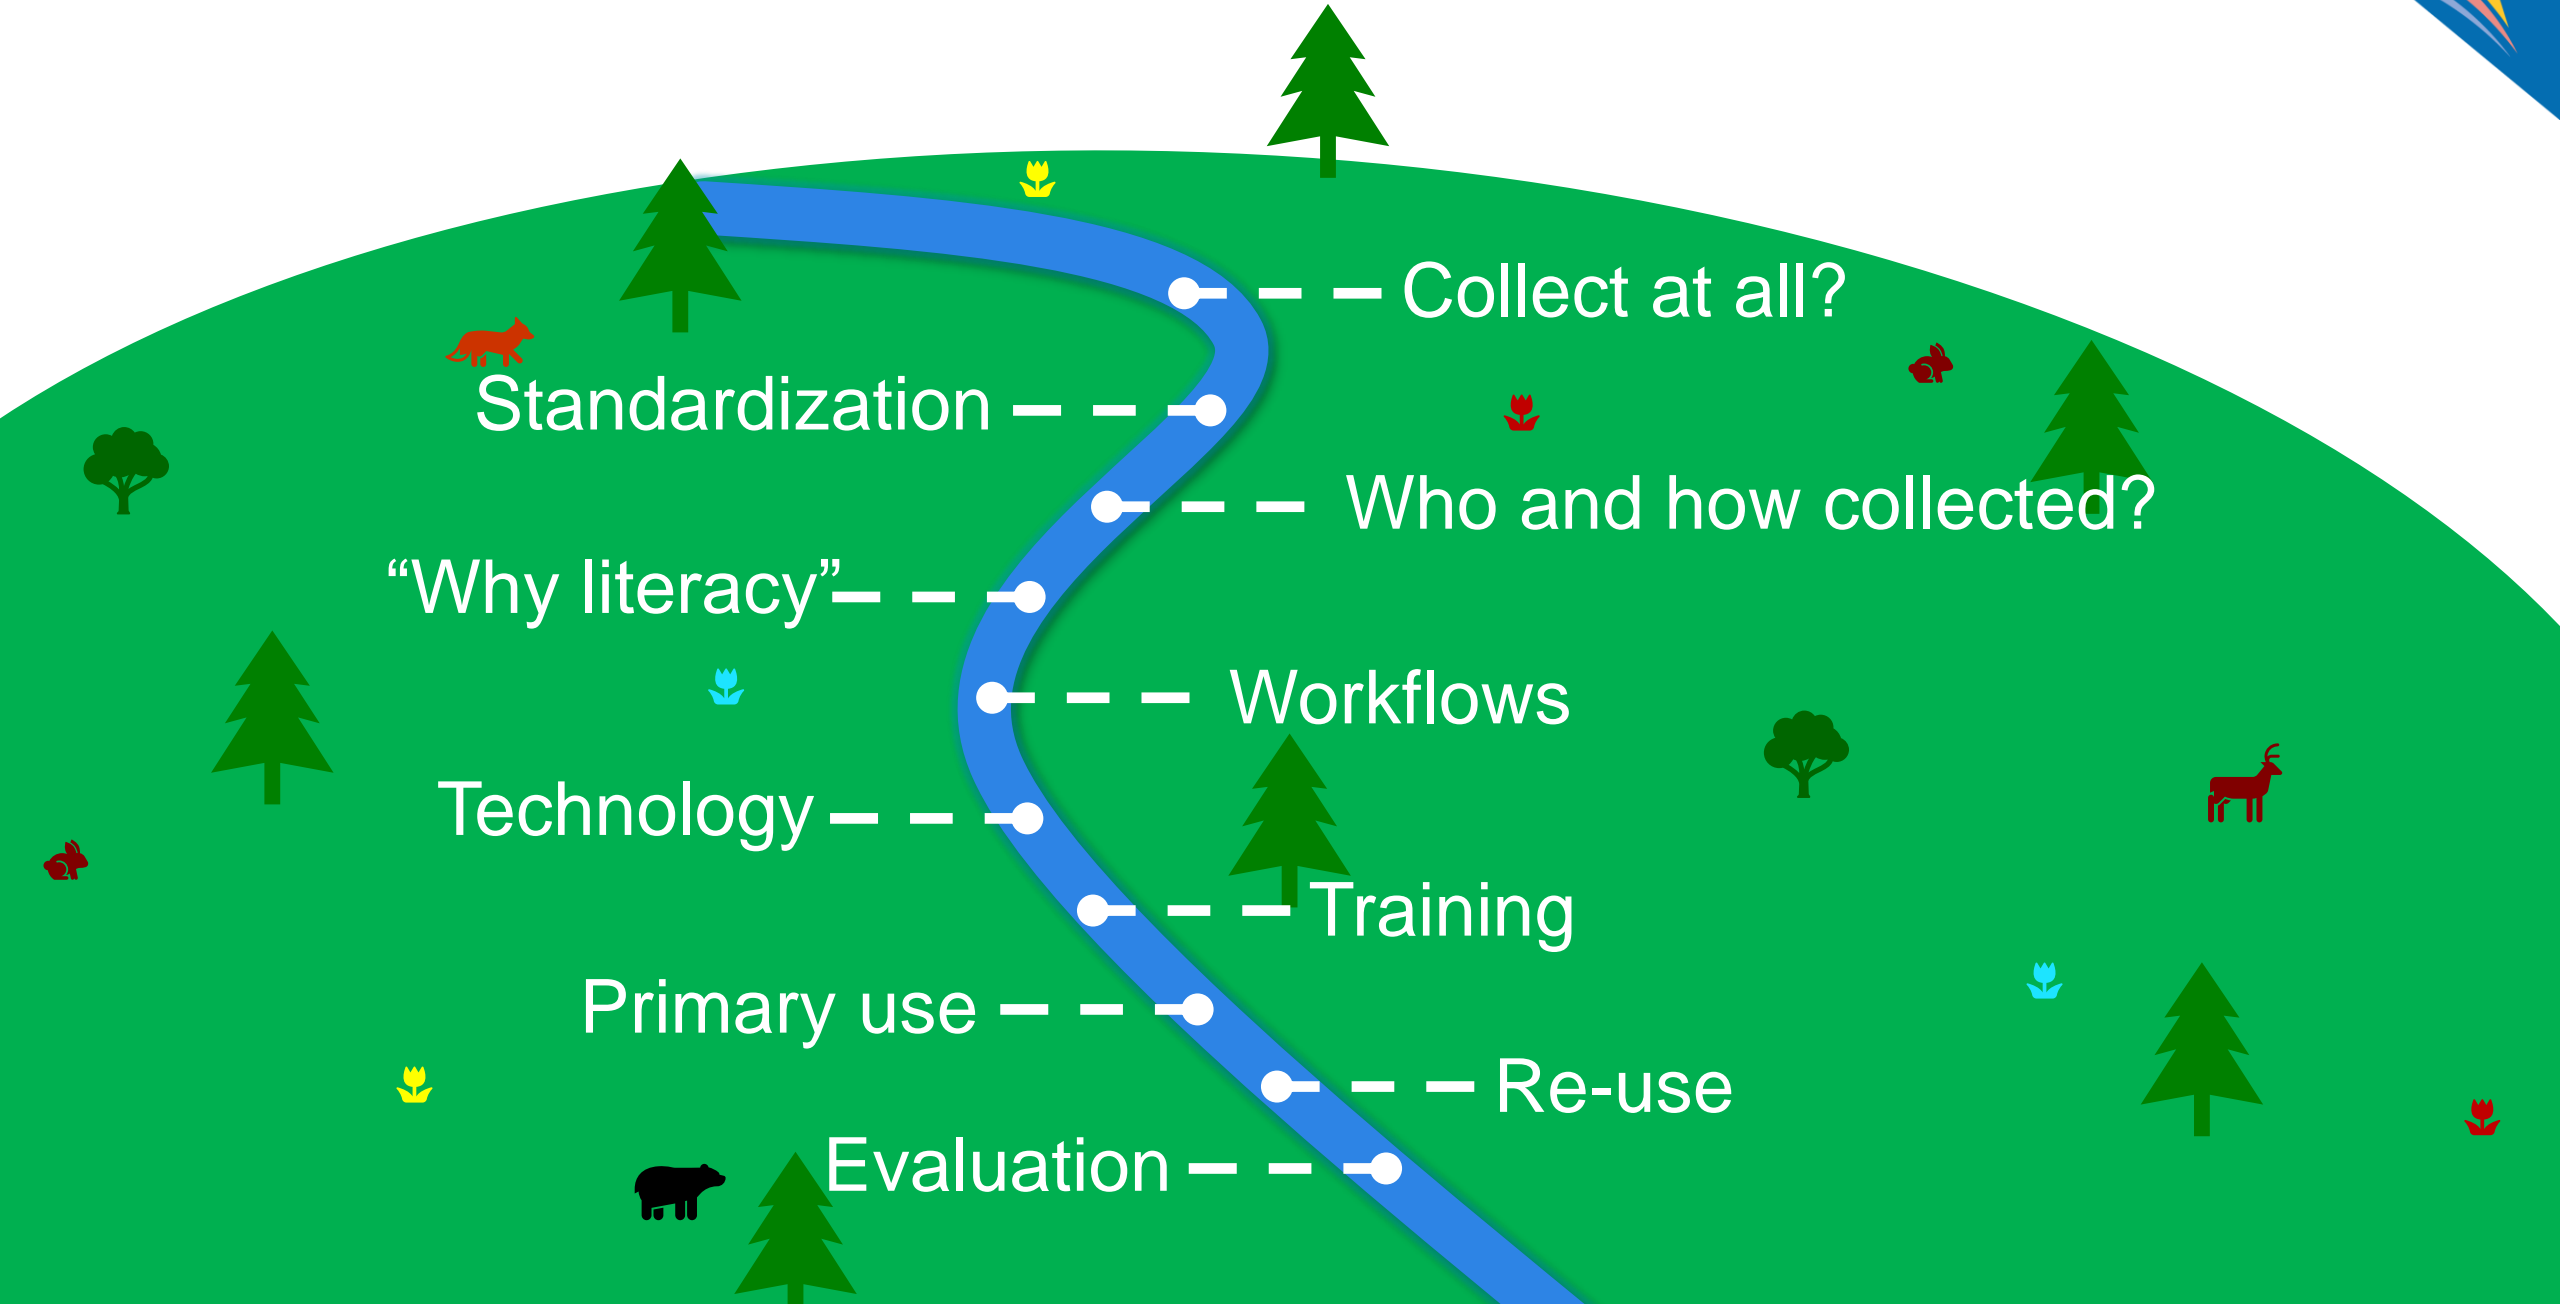 Collect at all?
Standardization
Who and how collected?
“Why literacy”
Workflows
Technology
Training
Primary use
Re-use
Evaluation